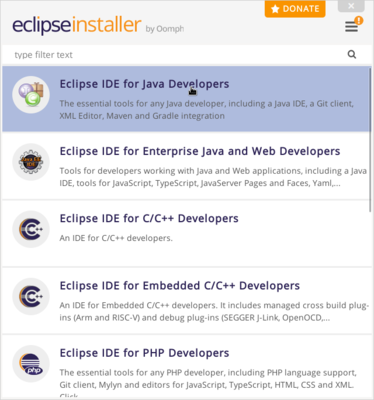 DONATE
eclipseinstaller by Oomph
type filter text
Eclipse IDE for Java Developers
The essential tools for any Java developer, including a Java IDE, a Git client,
XML Editor, Maven and Gradle integration
Eclipse IDE for Enterprise Java and Web Developers
Tools for developers working with Java and Web applications, including a Java
IDE, tools for JavaScript, TypeScript, JavaServer Pages and Faces, Yaml,...
Eclipse IDE for C/C++ Developers
An IDE for C/C++ developers.
Eclipse IDE for Embedded C/C++ Developers
An IDE for Embedded C/C++ developers. It includes managed cross build plug-
ins (Arm and RISC-V) and debug plug-ins (SEGGER J-Link, OpenOCD,...
Eclipse IDE for PHP Developers
php
The essential tools for any PHP developer, including PHP language support,
Git client, Mylyn and editors for JavaScript, TypeScript, HTML, CSS and XML.
Click